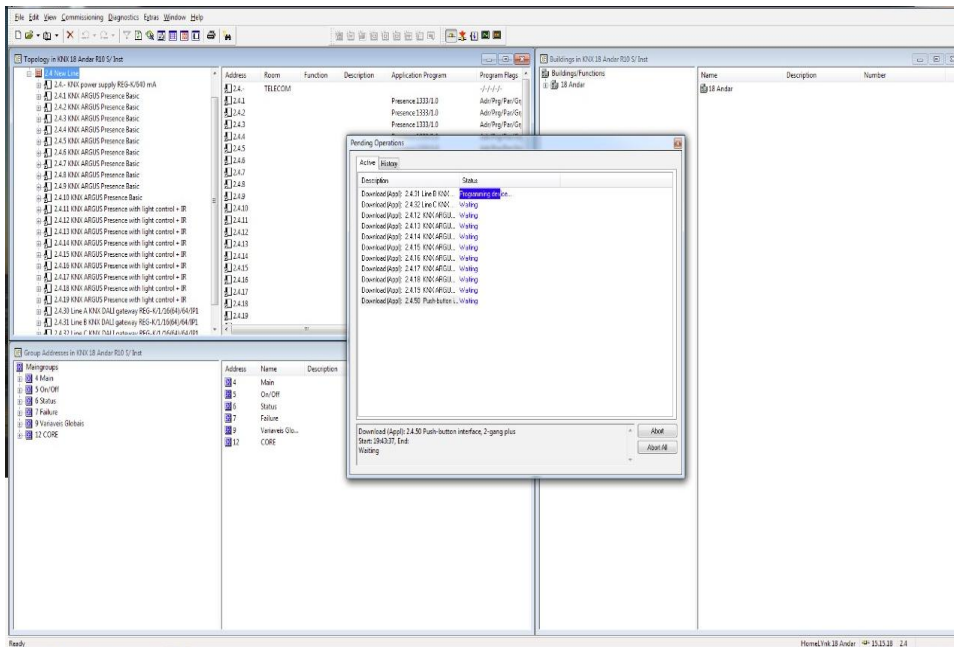 File Edit View Commissioning Diagnostics Extras Window Help
Topology in KNX 18 Andar R10 S/ Inst
2.4 New Line
2.4.- KNX power supply REG-K/640 mA
2.4.1 KNX ARGUS Presence Basic
2.4.2 KNX ARGUS Presence Basic
2.4.3 KNX ARGUS Presence Basic
2.4.4 KNX ARGUS Presence Basic
2.4.5 KNX ARGUS Presence Basic
2.4.6 KNX ARGUS Presence Basic
2.4.7 KNX ARGUS Presence Basic
2.4.8 KNX ARGUS Presence Basic
2.4.9 KNX ARGUS Presence Basic
2.4.10 KNX ARGUS Presence Basic
2.4.11 KNX ARGUS Presence with light control + IR
2.4.12 KNX ARGUS Presence with light control + IR
2.4.13 KNX ARGUS Presence with light control + IR
2.4.14 KNX ARGUS Presence with light control + IR
2.4.15 KNX ARGUS Presence with light control + IR
2.4.16 KNX ARGUS Presence with light control + IR
2.4.17 KNX ARGUS Presence with light control + IR
2.4.18 KNX ARGUS Presence with light control + IR
2.4.19 KNX ARGUS Presence with light control + IR
2.4.30 Line A KNX DALI gateway REG-K/1/16(64)/64/IP1
2.4.31 Line B KNX DALI gateway REG-K/1/16(64)/64/IP1
2.4.32 Line C KNX DALI gateway REG-K/1/16(64)/64/IP1
Address Room Function Description Application Program Program Flags
2.4.- TELECOM -/-/-/-/-
2.4.1 Presence 1333/1.0 Adr/Prg/Par/Grp
2.4.2 Presence 1333/1.0 Adr/Prg/Par/Grp
2.4.3 Presence 1333/1.0 Adr/Prg/Par/Grp
2.4.4
2.4.5
2.4.6
2.4.7
2.4.8
2.4.9
2.4.10
2.4.11
2.4.12
2.4.13
2.4.14
2.4.15
2.4.16
2.4.17
2.4.18
2.4.19
Buildings in KNX 18 Andar R10 S/ Inst
Buildings/Functions
18 Andar
Name Description Number
18 Andar
Pending Operations
Active History
Description Status
Download (Appl): 2.4.31 Line B KNX ... Programming device...
Download (Appl): 2.4.32 Line C KNX ... Waiting
Download (Appl): 2.4.12 KNX ARGU... Waiting
Download (Appl): 2.4.13 KNX ARGU... Waiting
Download (Appl): 2.4.14 KNX ARGU... Waiting
Download (Appl): 2.4.15 KNX ARGU... Waiting
Download (Appl): 2.4.16 KNX ARGU... Waiting
Download (Appl): 2.4.17 KNX ARGU... Waiting
Download (Appl): 2.4.18 KNX ARGU... Waiting
Download (Appl): 2.4.19 KNX ARGU... Waiting
Download (Appl): 2.4.50 Push-button i... Waiting
Download (Appl): 2.4.50 Push-button interface, 2-gang plus
Start: 19:43:37, End:
Waiting
Abort
Abort All
Group Addresses in KNX 18 Andar R10 S/ Inst
Maingroups
4 Main
5 On/Off
6 Status
7 Failure
9 Variaveis Globais
12 CORE
Address Name Description
4 Main
5 On/Off
6 Status
7 Failure
9 Variaveis Glo...
12 CORE
Ready
HomeLYnk 18 Andar 15.15.18 2.4